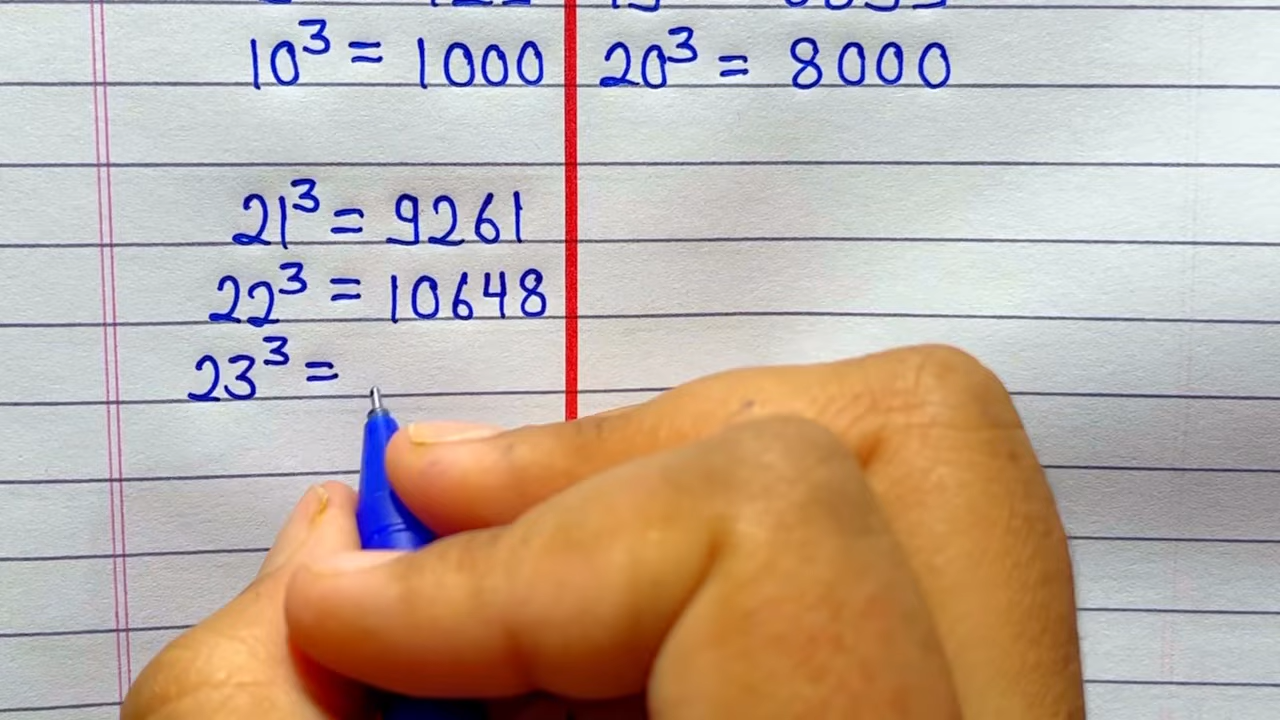 10³ = 1000
20³ = 8000
21³ = 9261
22³ = 10648
23³ =